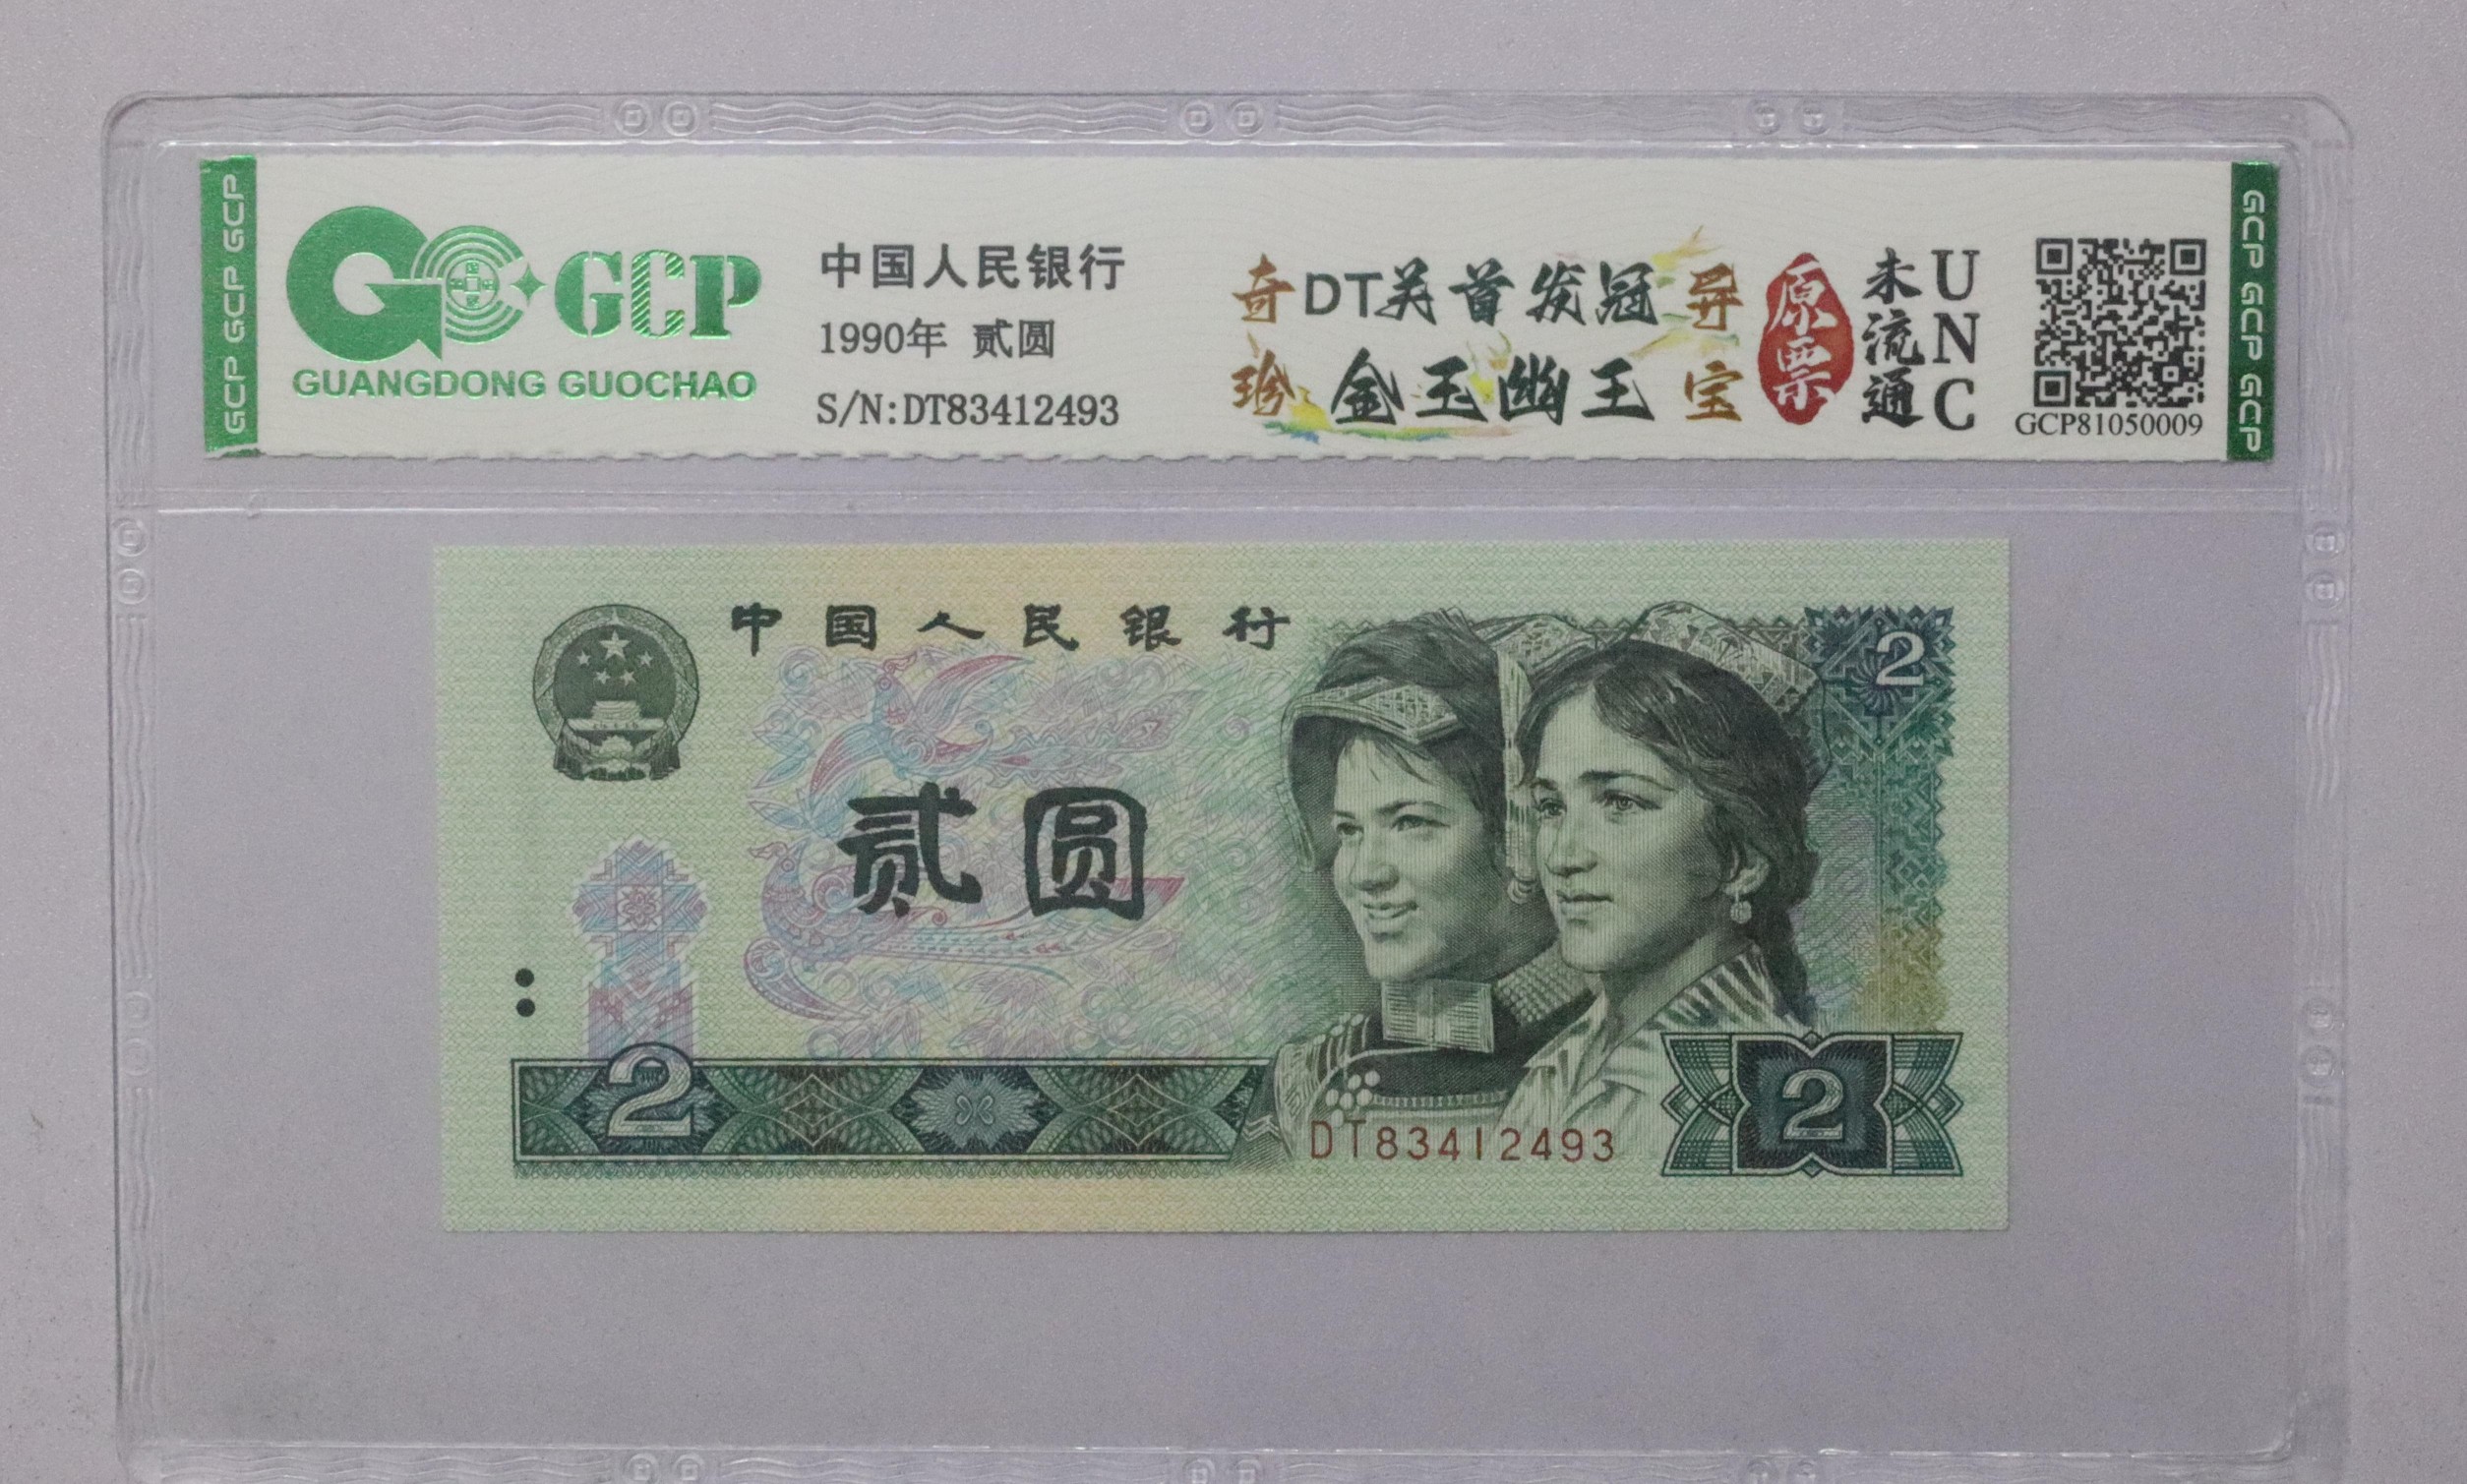 GCP GCP GCP
GCP
GUANGDONG GUOCHAO
中国人民银行
1990年 贰圆
S/N:DT83412493
奇 DT关首发冠 异
珍 金玉幽王 宝
原票
未流通
UNC
GCP81050009
GCP GCP GCP
中国人民银行
2
贰圆
2
DT83412493
2